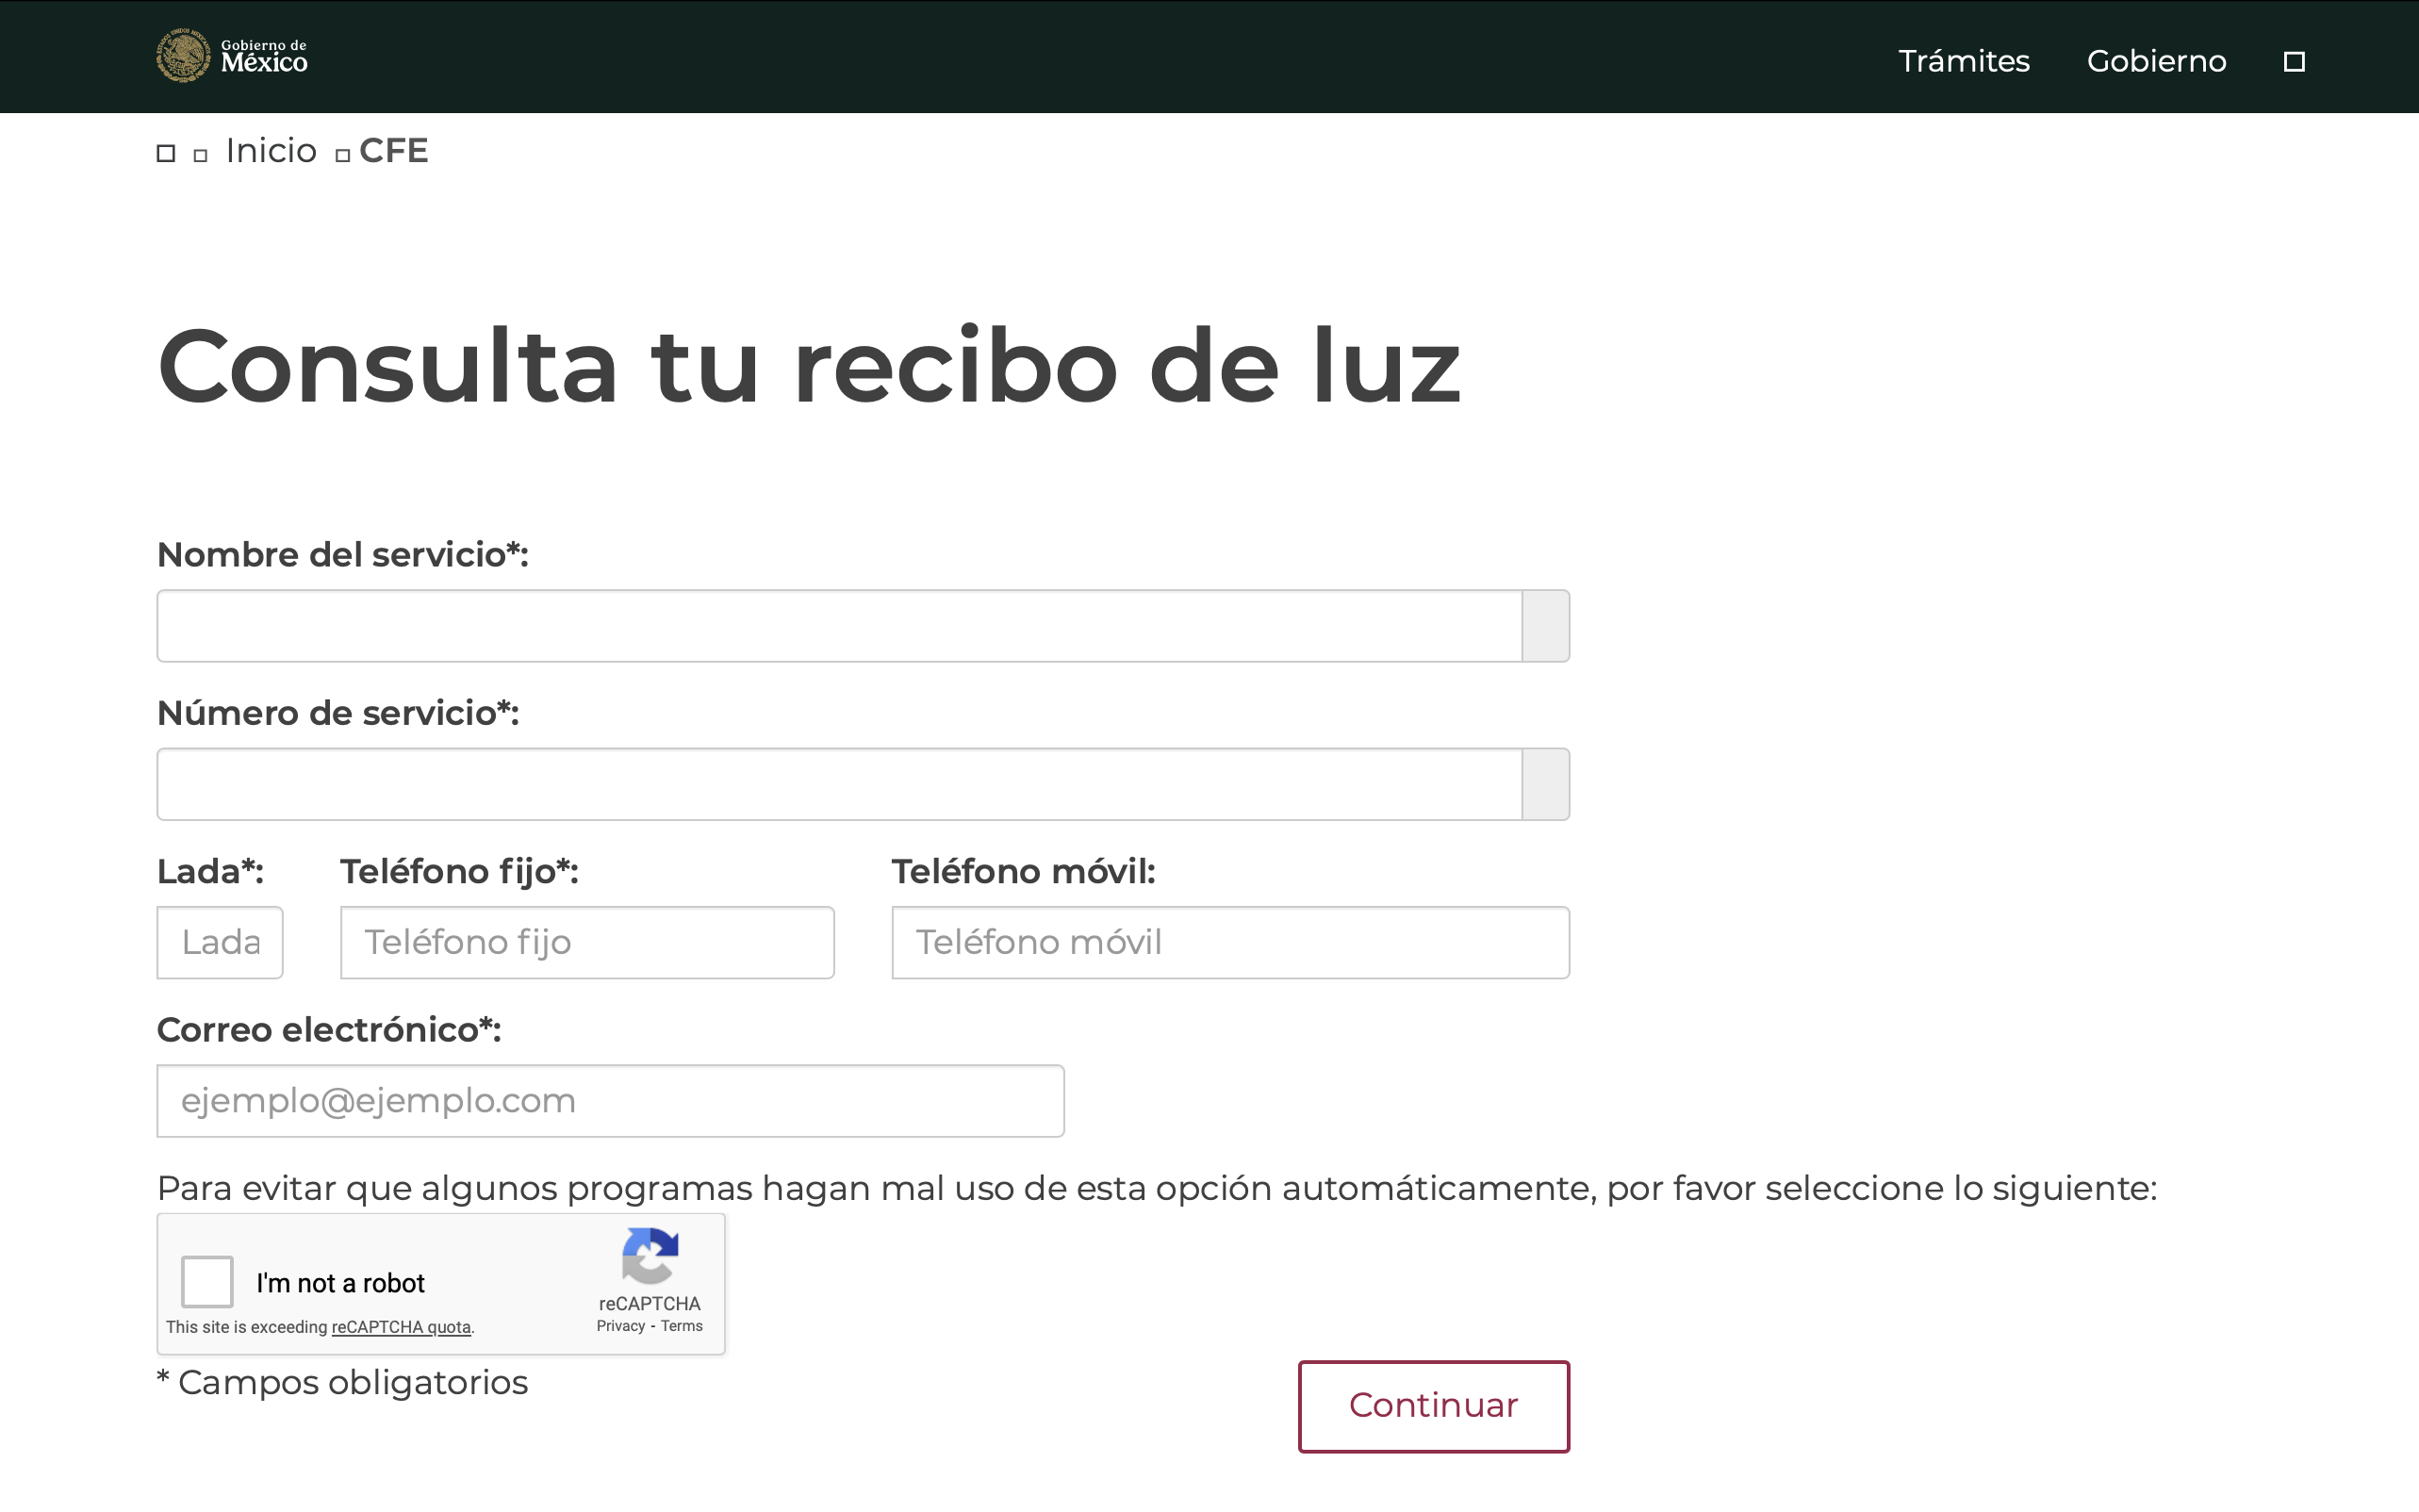 Gobierno de
México
Trámites Gobierno
Inicio CFE
Consulta tu recibo de luz
Nombre del servicio*:
Número de servicio*:
Lada*: Teléfono fijo*: Teléfono móvil:
Lada Teléfono fijo Teléfono móvil
Correo electrónico*:
ejemplo@ejemplo.com
Para evitar que algunos programas hagan mal uso de esta opción automáticamente, por favor seleccione lo siguiente:
I'm not a robot
reCAPTCHA
This site is exceeding reCAPTCHA quota.
Privacy - Terms
* Campos obligatorios
Continuar